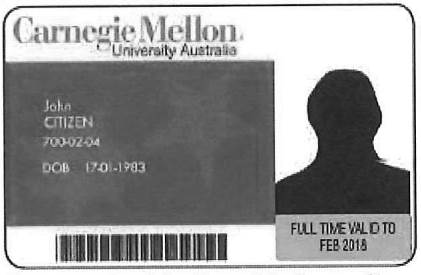 Carnegie Mellon
University Australia
John
CITIZEN
700-02-04
DOB 17-01-1983
FULL TIME VALID TO
FEB 2018